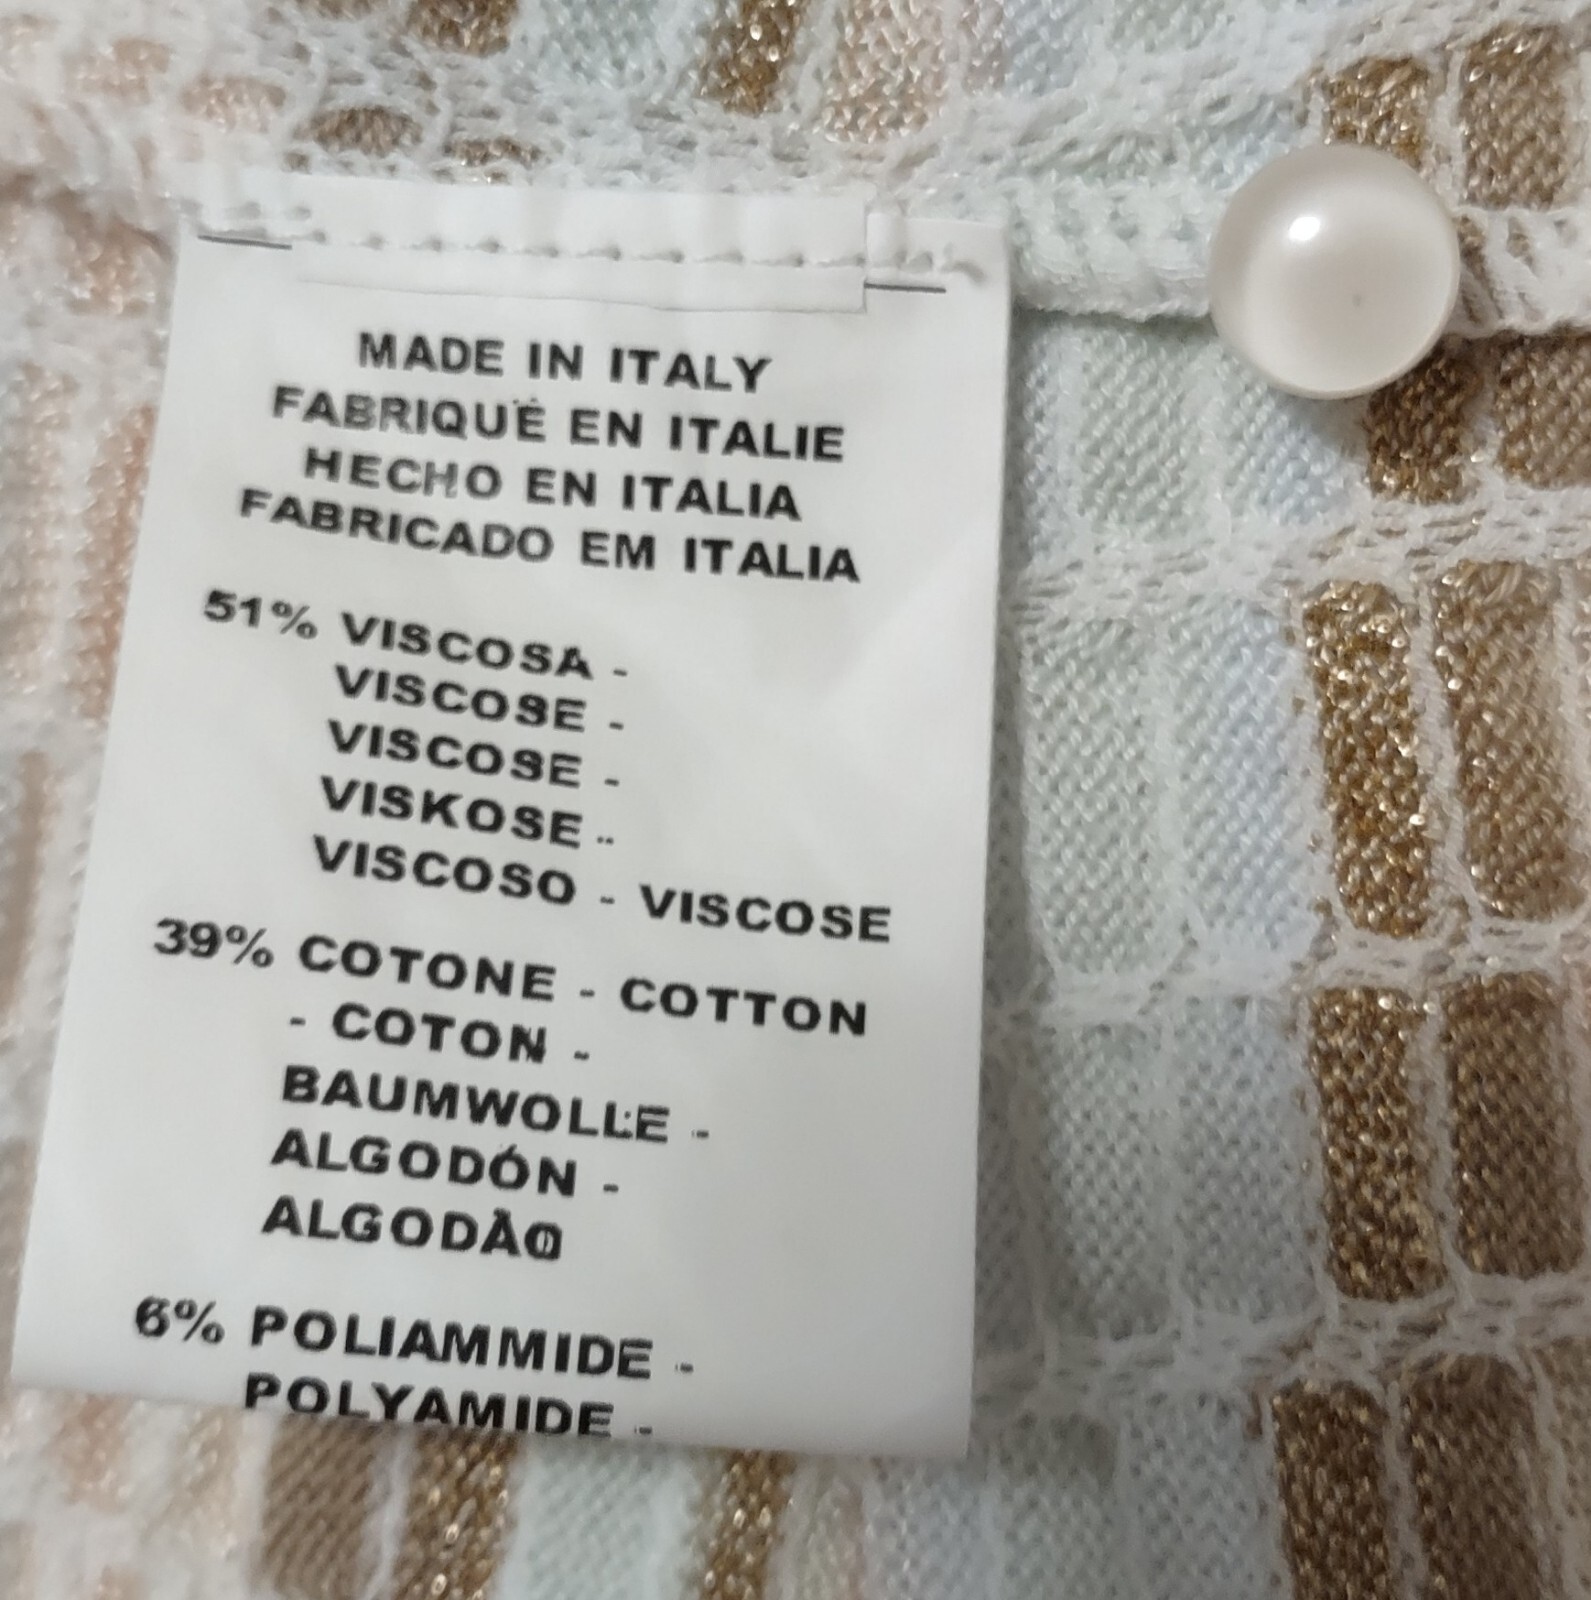 MADE IN ITALY
FABRIQUÉ EN ITALIE
HECHO EN ITALIA
FABRICADO EM ITALIA
51% VISCOSA -
VISCOSE -
VISCOSE -
VISKOSE -
VISCOSO - VISCOSE
39% COTONE - COTTON
- COTON -
BAUMWOLLE -
ALGODÓN -
ALGODÃO
6% POLIAMMIDE -
POLYAMIDE -